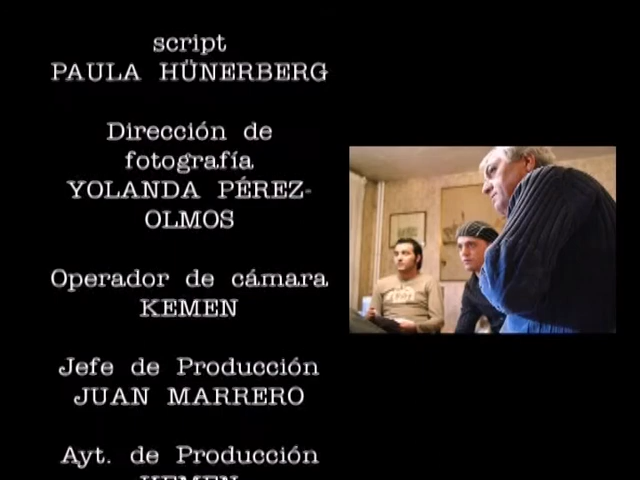 script
PAULA HÜNERBERG
Dirección de
fotografía
YOLANDA PÉREZ-
OLMOS
Operador de cámara
KEMEN
Jefe de Producción
JUAN MARRERO
Ayt. de Producción
KEMEN